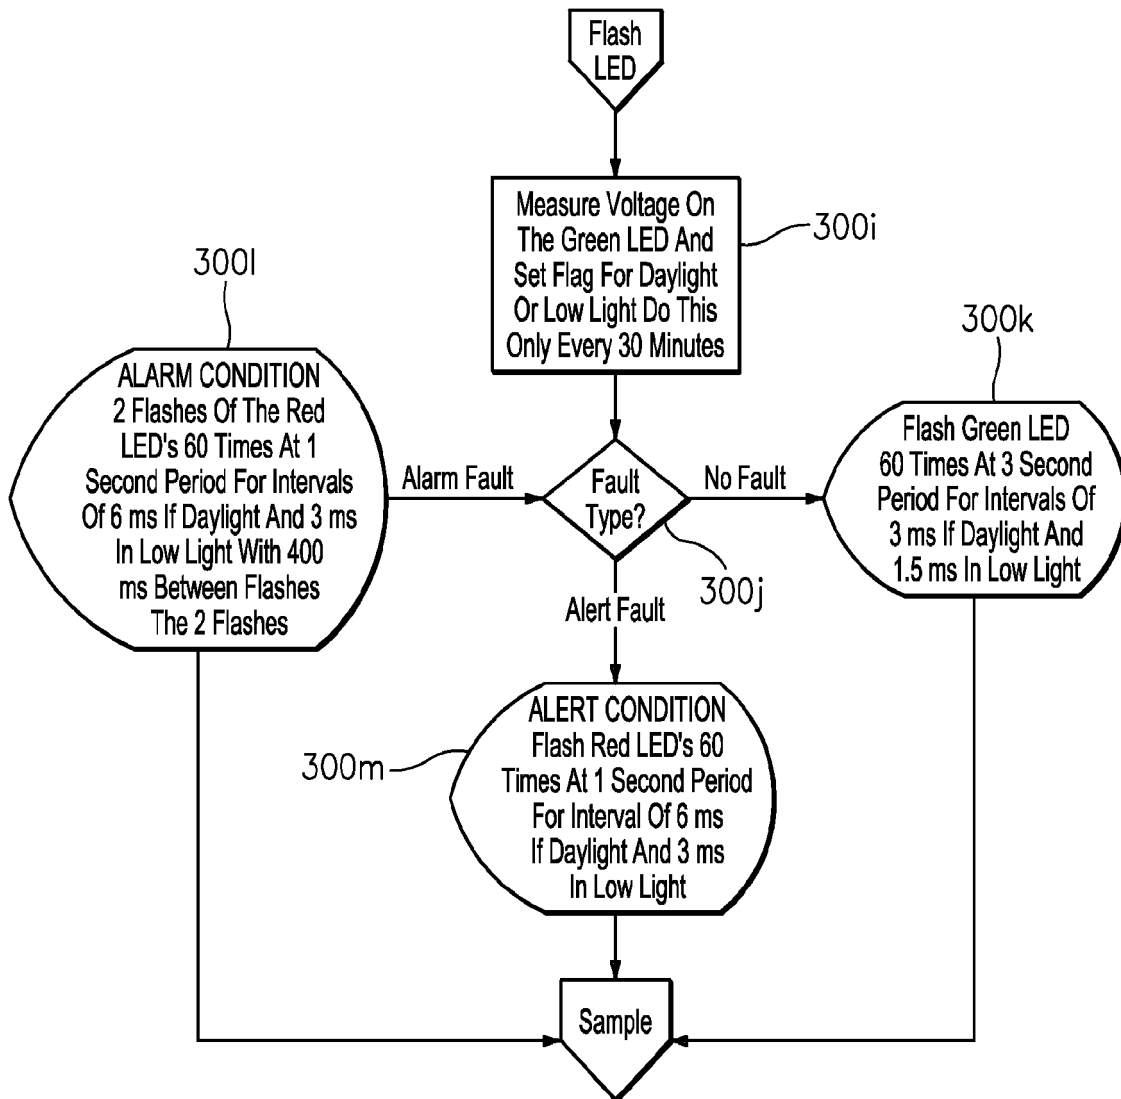 Flash
LED
Measure Voltage On
The Green LED And
Set Flag For Daylight
Or Low Light Do This
Only Every 30 Minutes
300i
300l
ALARM CONDITION
2 Flashes Of The Red
LED's 60 Times At 1
Second Period For Intervals
Of 6 ms If Daylight And 3 ms
In Low Light With 400
ms Between Flashes
The 2 Flashes
Alarm Fault
Fault
Type?
300j
No Fault
300k
Flash Green LED
60 Times At 3 Second
Period For Intervals Of
3 ms If Daylight And
1.5 ms In Low Light
Alert Fault
300m
ALERT CONDITION
Flash Red LED's 60
Times At 1 Second Period
For Interval Of 6 ms
If Daylight And 3 ms
In Low Light
Sample